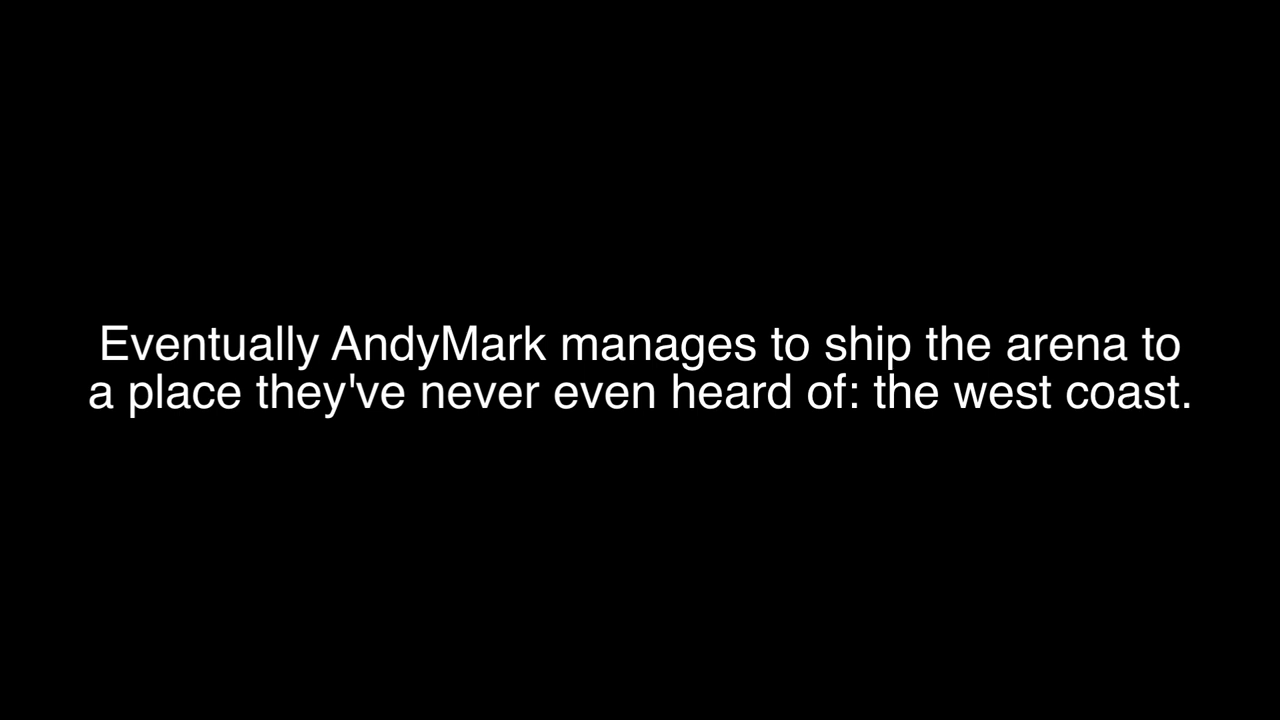 Eventually AndyMark manages to ship the arena to
a place they've never even heard of: the west coast.